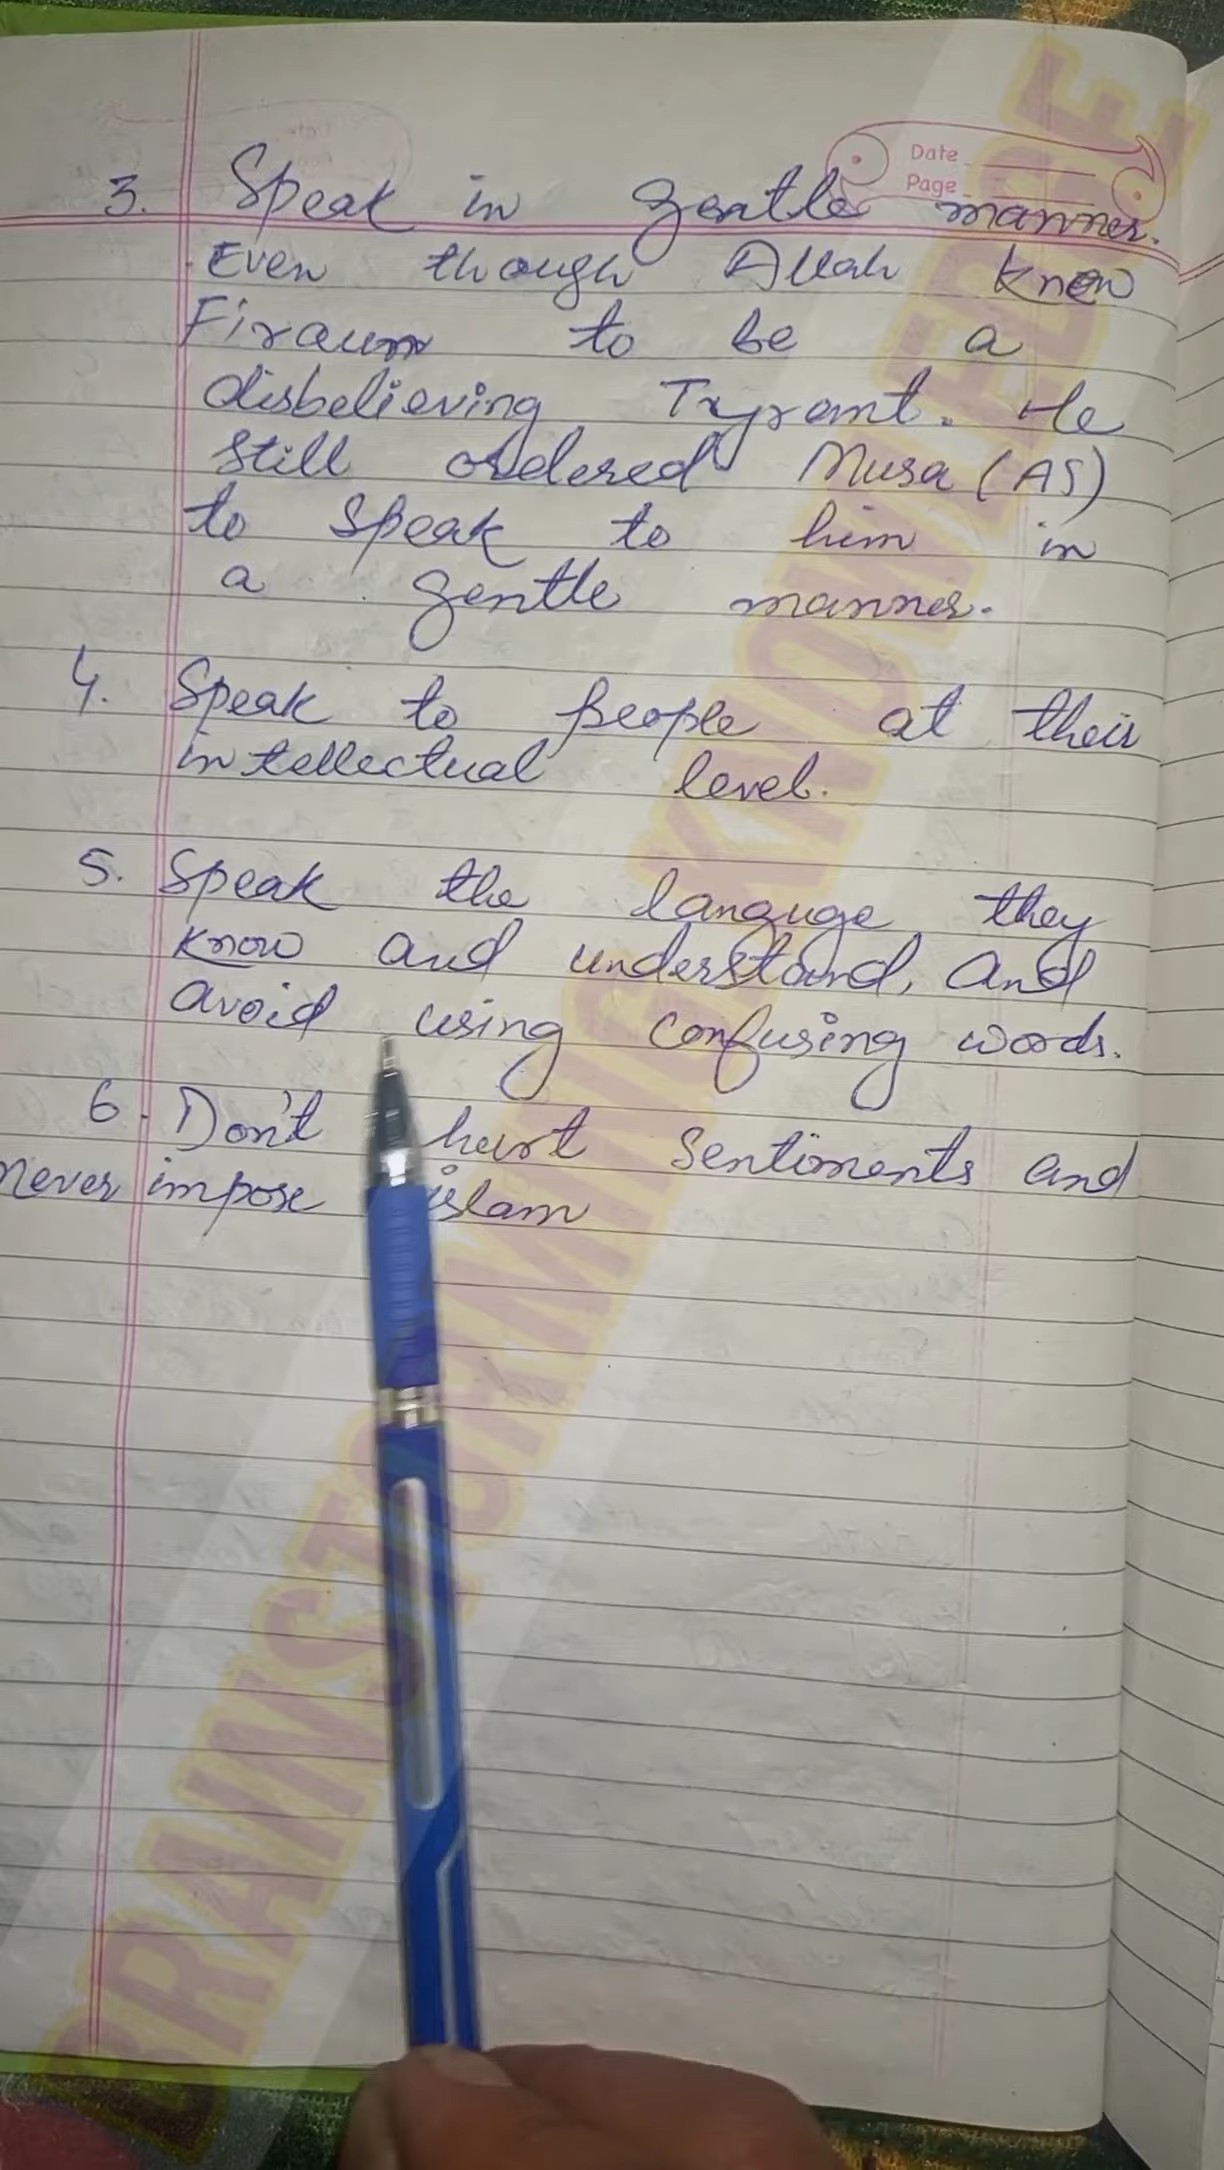 Date
Page
3. Speak in gentle manner.
Even though Allah knew
Firaun to be a
disbelieving Tyrant. He
still ordered Musa (AS)
to speak to him in
a gentle manner.
4. Speak to people at their
intellectual level.
5. Speak the languge they
know and understand, and
avoid using confusing words.
6. Don't hurt sentiments and
never impose islam
BRAINSTORMING KNOWLEDGE